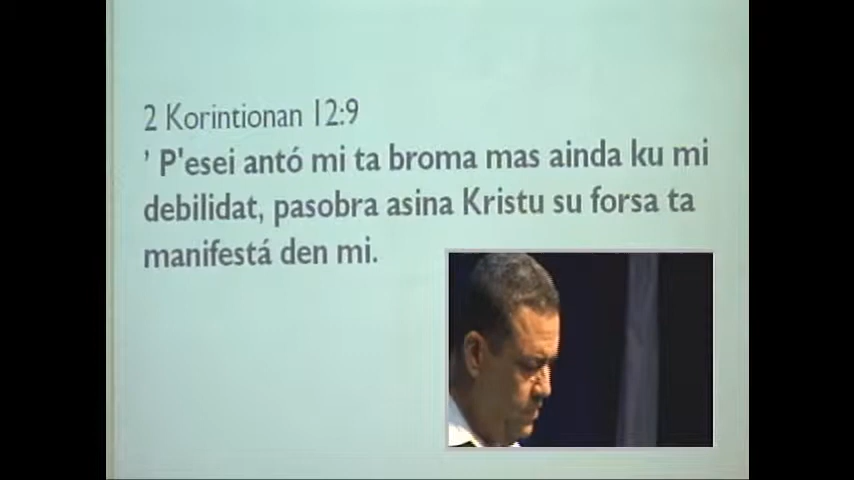 2 Korintionan 12:9
’ P'esei antó mi ta broma mas ainda ku mi
debilidat, pasobra asina Kristu su forsa ta
manifestá den mi.